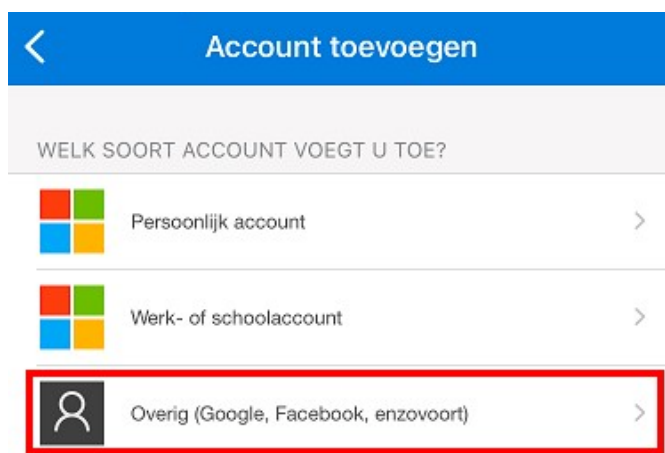 Account toevoegen
WELK SOORT ACCOUNT VOEGT U TOE?
Persoonlijk account
Werk- of schoolaccount
Overig (Google, Facebook, enzovoort)